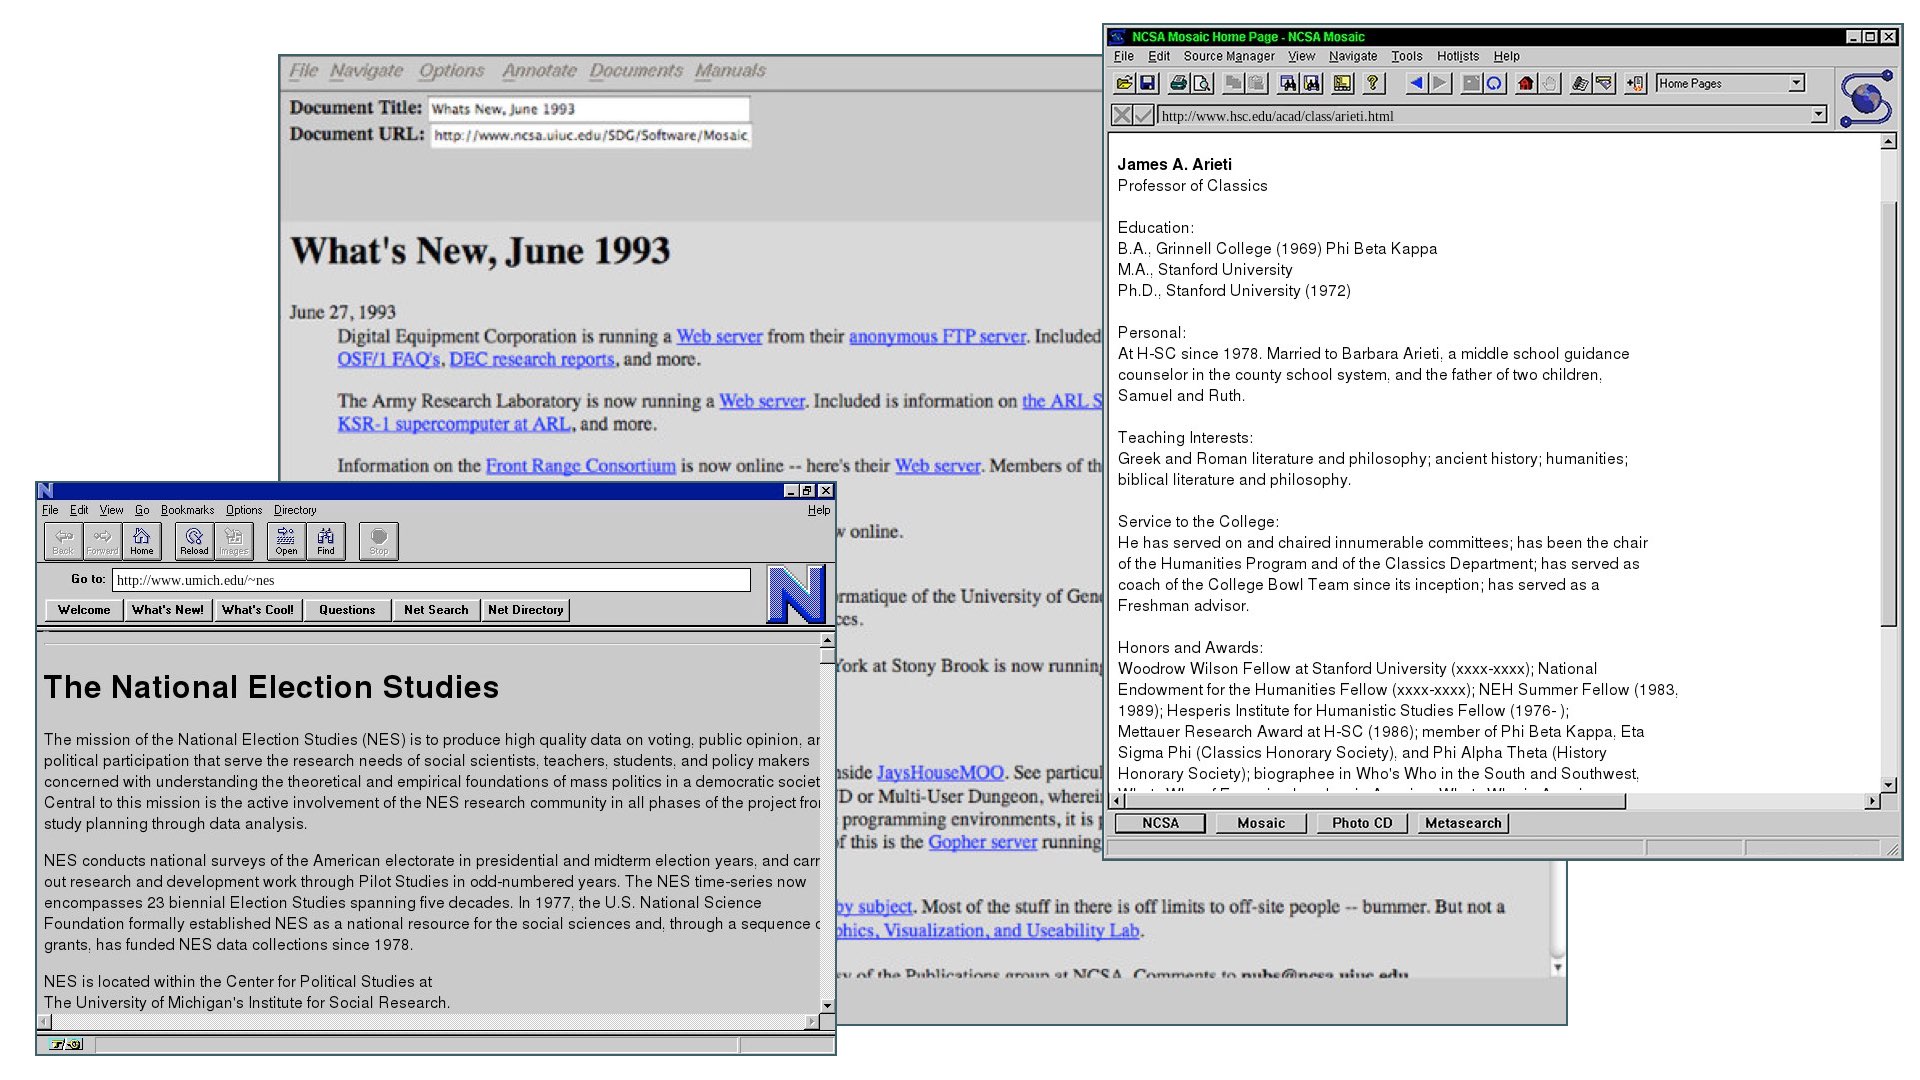 File Navigate Options Annotate Documents Manuals
Document Title: Whats New, June 1993
Document URL: http://www.ncsa.uiuc.edu/SDG/Software/Mosaic
What's New, June 1993
June 27, 1993
Digital Equipment Corporation is running a Web server from their anonymous FTP server. Included
OSF/1 FAQ's, DEC research reports, and more.
The Army Research Laboratory is now running a Web server. Included is information on the ARL S
KSR-1 supercomputer at ARL, and more.
Information on the Front Range Consortium is now online -- here's their Web server. Members of th
w online.
rmatique of the University of Gene
ces.
York at Stony Brook is now running
nside JaysHouseMOO. See particul
D or Multi-User Dungeon, wherein
programming environments, it is p
f this is the Gopher server running
by subject. Most of the stuff in there is off limits to off-site people -- bummer. But not a
phics, Visualization, and Useability Lab.
sy of the Publications group at NCSA. Comments to pubs@ncsa.uiuc.edu
NCSA Mosaic Home Page - NCSA Mosaic
File Edit Source Manager View Navigate Tools Hotlists Help
Home Pages
http://www.hsc.edu/acad/class/arieti.html
James A. Arieti
Professor of Classics
Education:
B.A., Grinnell College (1969) Phi Beta Kappa
M.A., Stanford University
Ph.D., Stanford University (1972)
Personal:
At H-SC since 1978. Married to Barbara Arieti, a middle school guidance
counselor in the county school system, and the father of two children,
Samuel and Ruth.
Teaching Interests:
Greek and Roman literature and philosophy; ancient history; humanities;
biblical literature and philosophy.
Service to the College:
He has served on and chaired innumerable committees; has been the chair
of the Humanities Program and of the Classics Department; has served as
coach of the College Bowl Team since its inception; has served as a
Freshman advisor.
Honors and Awards:
Woodrow Wilson Fellow at Stanford University (xxxx-xxxx); National
Endowment for the Humanities Fellow (xxxx-xxxx); NEH Summer Fellow (1983,
1989); Hesperis Institute for Humanistic Studies Fellow (1976- );
Mettauer Research Award at H-SC (1986); member of Phi Beta Kappa, Eta
Sigma Phi (Classics Honorary Society), and Phi Alpha Theta (History
Honorary Society); biographee in Who's Who in the South and Southwest,
NCSA Mosaic Photo CD Metasearch
N
File Edit View Go Bookmarks Options Directory Help
Back Forward Home Reload Images Open Find Stop
Go to: http://www.umich.edu/~nes
N
Welcome What's New! What's Cool! Questions Net Search Net Directory
The National Election Studies
The mission of the National Election Studies (NES) is to produce high quality data on voting, public opinion, an
political participation that serve the research needs of social scientists, teachers, students, and policy makers
concerned with understanding the theoretical and empirical foundations of mass politics in a democratic societ
Central to this mission is the active involvement of the NES research community in all phases of the project fror
study planning through data analysis.
NES conducts national surveys of the American electorate in presidential and midterm election years, and carr
out research and development work through Pilot Studies in odd-numbered years. The NES time-series now
encompasses 23 biennial Election Studies spanning five decades. In 1977, the U.S. National Science
Foundation formally established NES as a national resource for the social sciences and, through a sequence o
grants, has funded NES data collections since 1978.
NES is located within the Center for Political Studies at
The University of Michigan's Institute for Social Research.